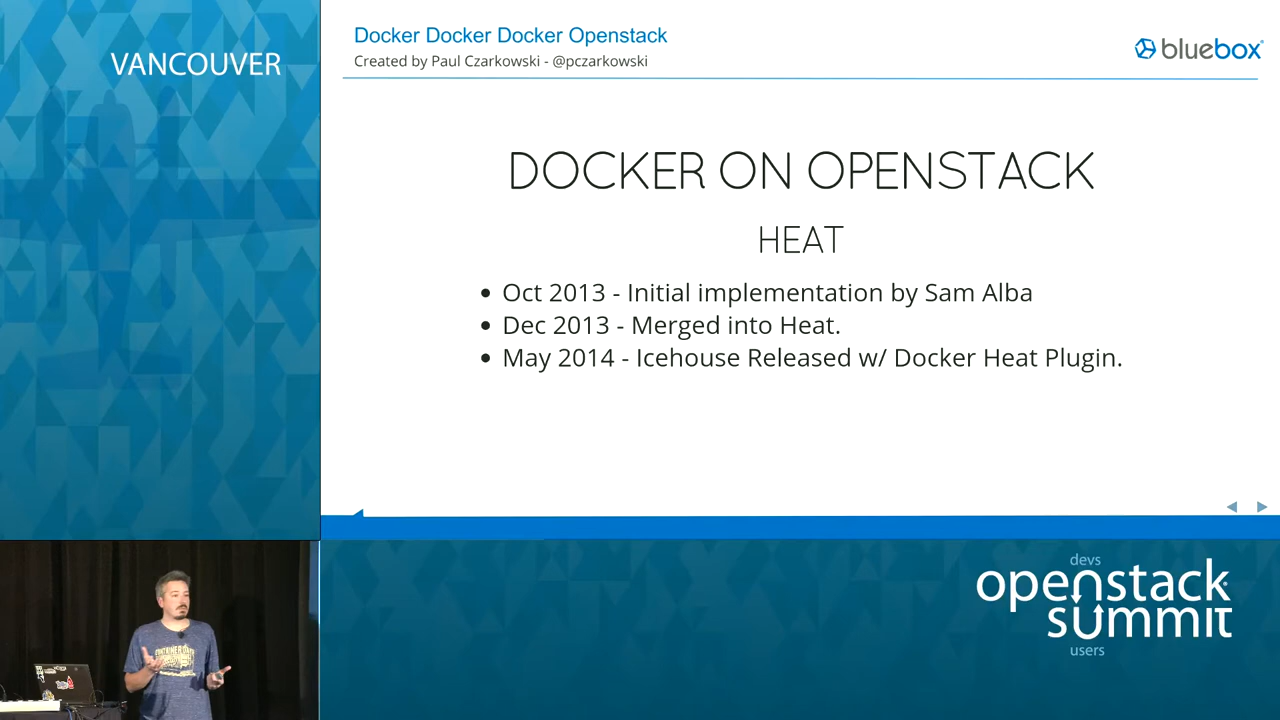 VANCOUVER
Docker Docker Docker Openstack
Created by Paul Czarkowski - @pczarkowski
bluebox
DOCKER ON OPENSTACK
HEAT
• Oct 2013 - Initial implementation by Sam Alba
• Dec 2013 - Merged into Heat.
• May 2014 - Icehouse Released w/ Docker Heat Plugin.
devs
openstack
summit
users
CONTAINER DAYS